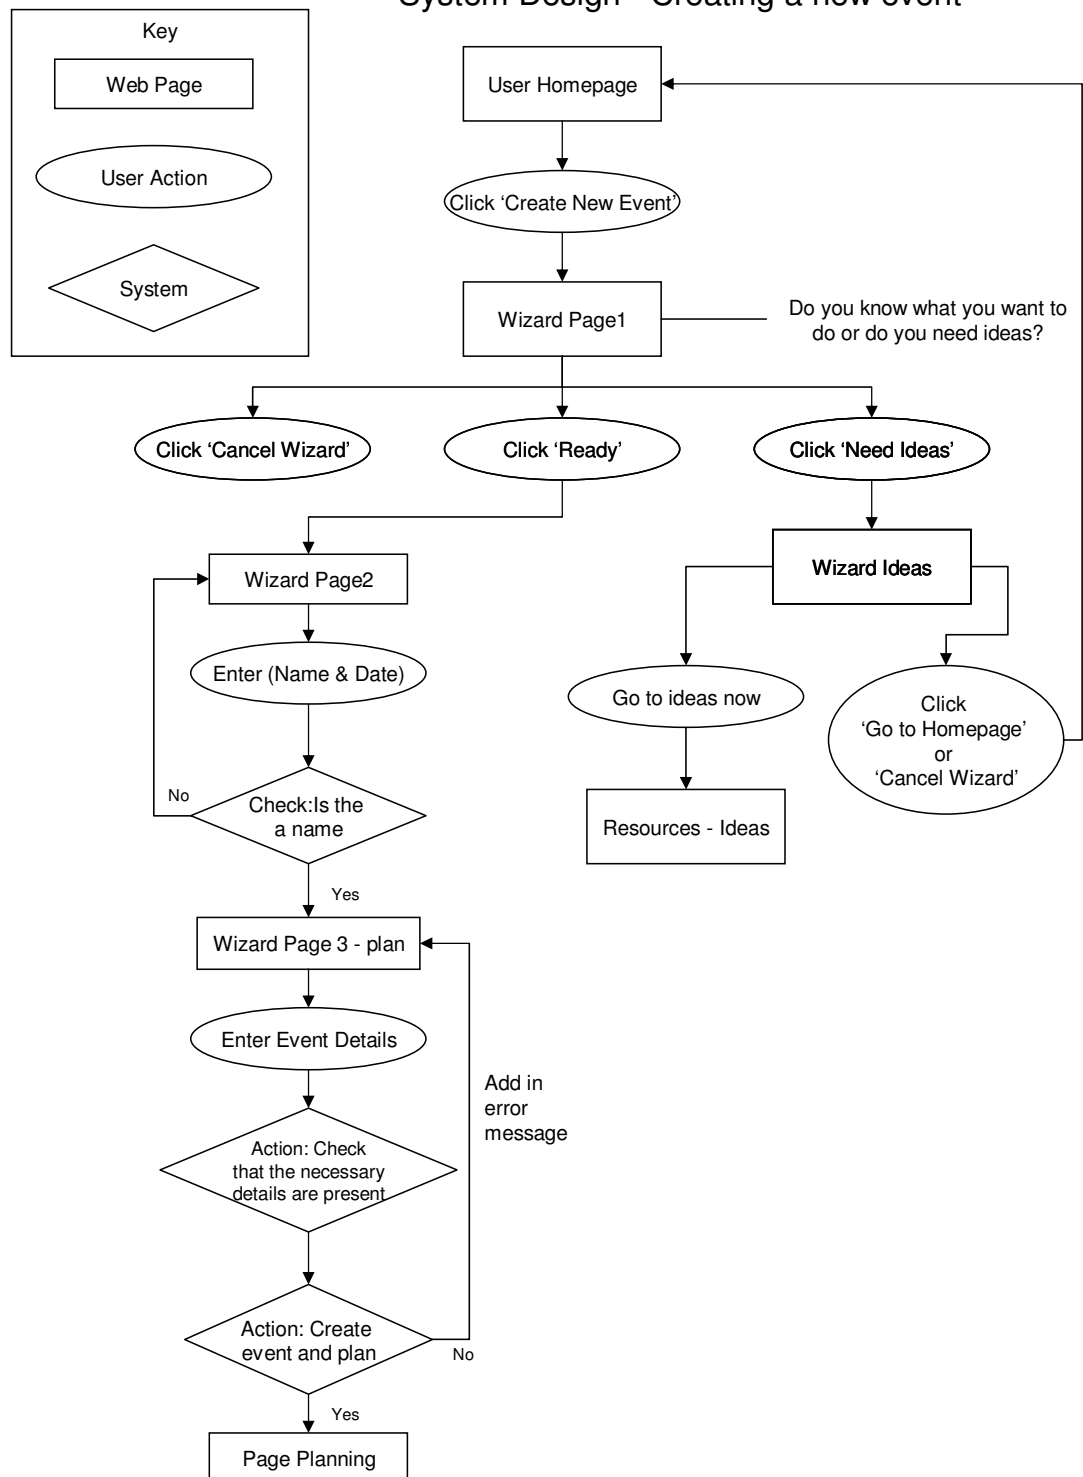 System Design - Creating a new event
Key
Web Page
User Action
System
User Homepage
Click ‘Create New Event’
Wizard Page1
Do you know what you want to
do or do you need ideas?
Click ‘Cancel Wizard’
Click ‘Ready’
Click ‘Need Ideas’
Wizard Page2
Wizard Ideas
Enter (Name & Date)
Go to ideas now
Click
‘Go to Homepage’
or
‘Cancel Wizard’
No
Check:Is the
a name
Resources - Ideas
Yes
Wizard Page 3 - plan
Enter Event Details
Add in
error
message
Action: Check
that the necessary
details are present
Action: Create
event and plan
No
Yes
Page Planning